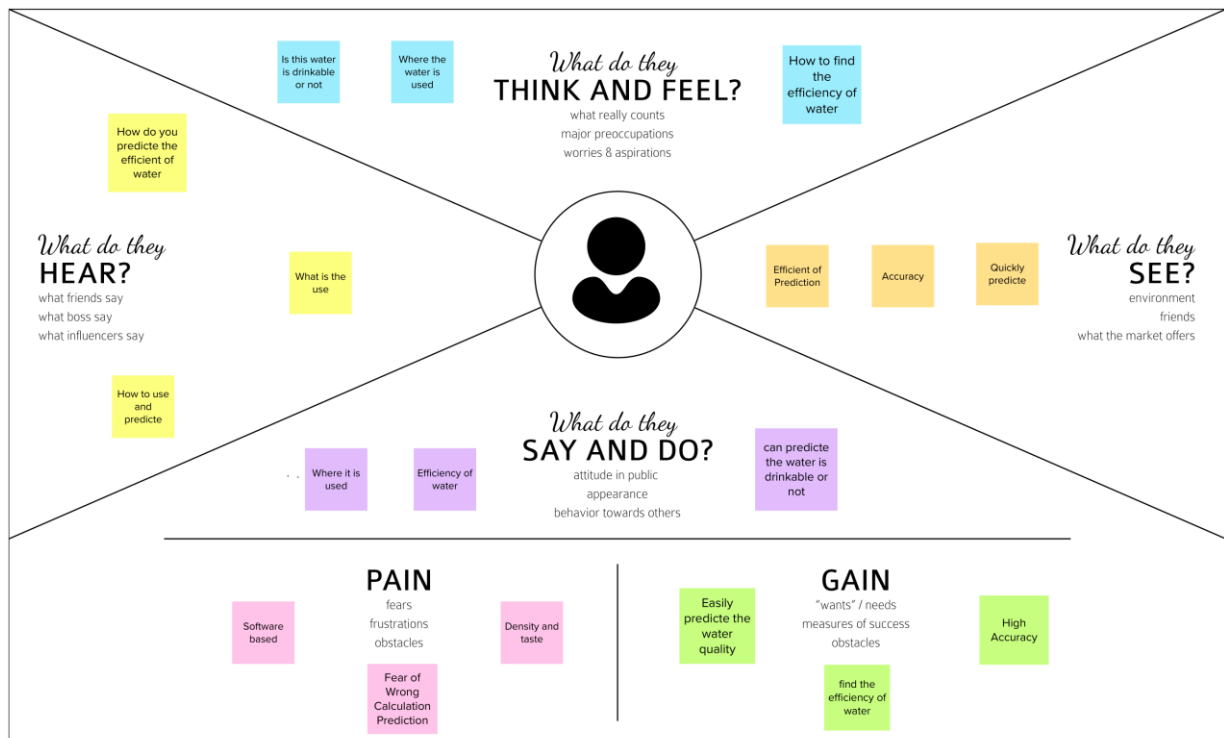 Is this water
is drinkable
or not
Where the
water is
used
What do they
THINK AND FEEL?
what really counts
major preoccupations
worries & aspirations
How to find
the
efficiency of
water
How do you
predicte the
efficient of
water
What do they
HEAR?
what friends say
what boss say
what influencers say
What is the
use
How to use
and
predicte
Efficient of
Prediction
Accuracy
Quickly
predicte
What do they
SEE?
environment
friends
what the market offers
. .
Where it is
used
Efficiency of
water
What do they
SAY AND DO?
attitude in public
appearance
behavior towards others
can predicte
the water is
drinkable or
not
PAIN
fears
frustrations
obstacles
Software
based
Fear of
Wrong
Calculation
Prediction
Density and
taste
GAIN
"wants" / needs
measures of success
obstacles
Easily
predicte the
water
quality
find the
efficiency of
water
High
Accuracy